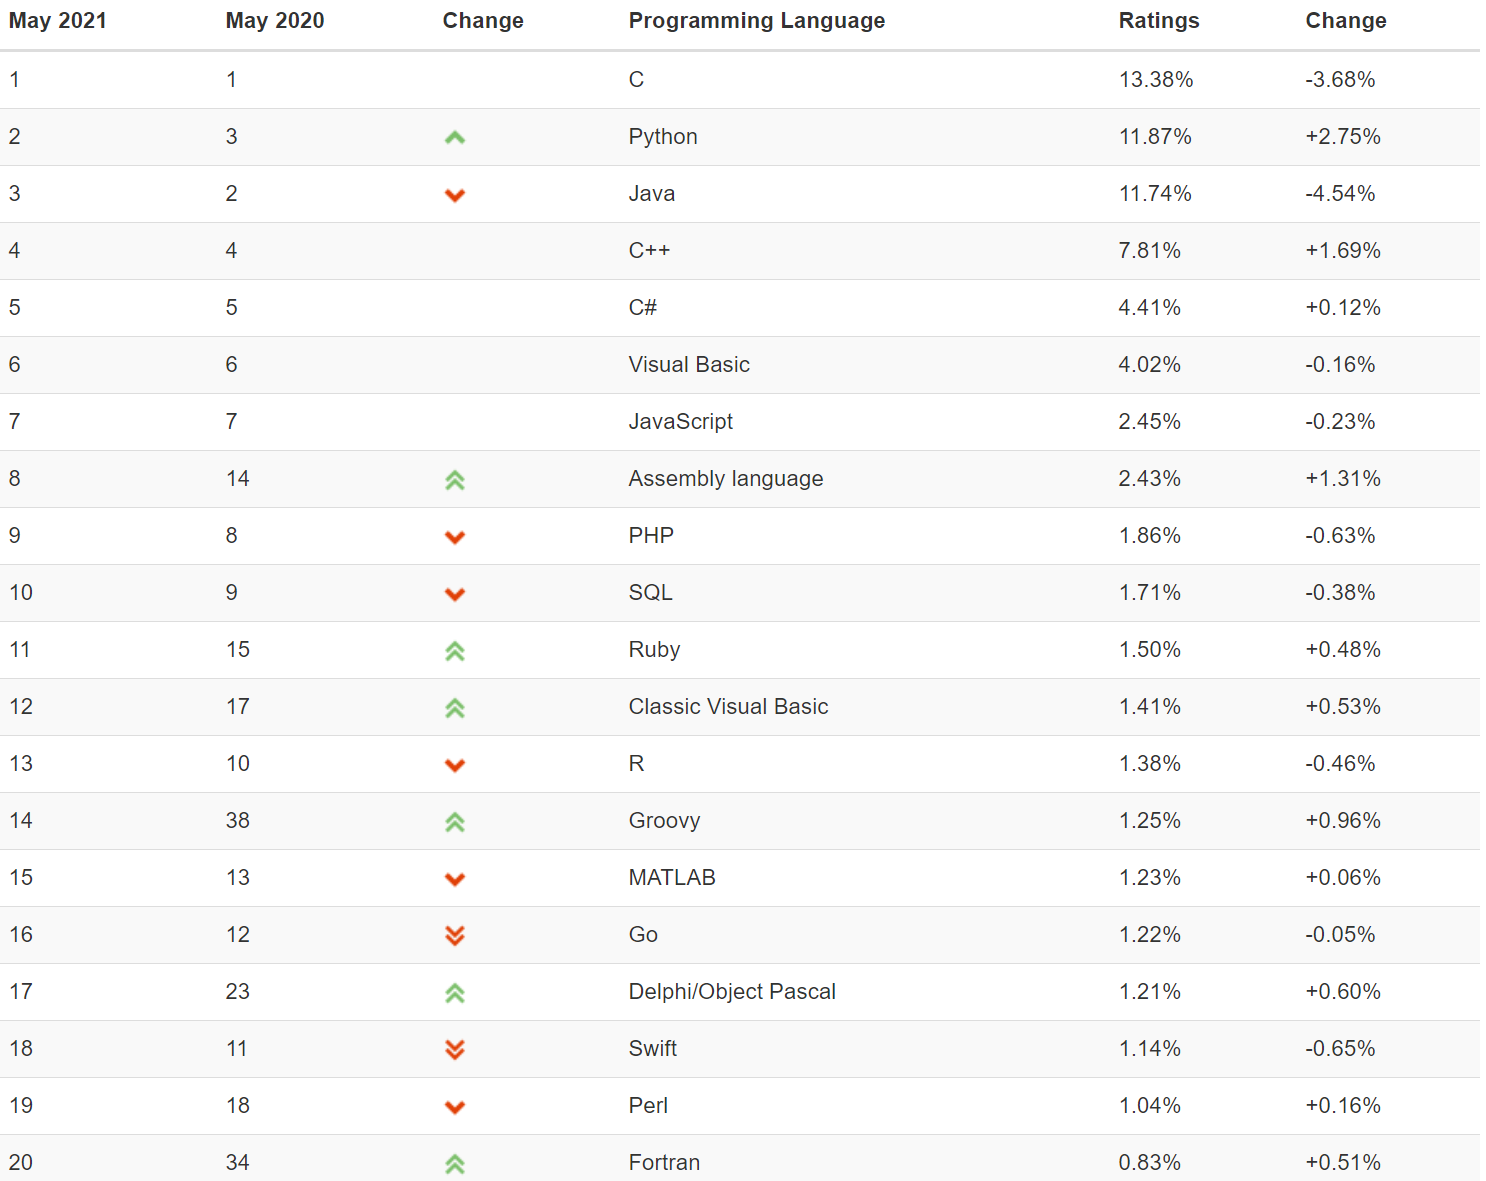 May 2021 May 2020 Change Programming Language Ratings Change
1 1 C 13.38% -3.68%
2 3 Python 11.87% +2.75%
3 2 Java 11.74% -4.54%
4 4 C++ 7.81% +1.69%
5 5 C# 4.41% +0.12%
6 6 Visual Basic 4.02% -0.16%
7 7 JavaScript 2.45% -0.23%
8 14 Assembly language 2.43% +1.31%
9 8 PHP 1.86% -0.63%
10 9 SQL 1.71% -0.38%
11 15 Ruby 1.50% +0.48%
12 17 Classic Visual Basic 1.41% +0.53%
13 10 R 1.38% -0.46%
14 38 Groovy 1.25% +0.96%
15 13 MATLAB 1.23% +0.06%
16 12 Go 1.22% -0.05%
17 23 Delphi/Object Pascal 1.21% +0.60%
18 11 Swift 1.14% -0.65%
19 18 Perl 1.04% +0.16%
20 34 Fortran 0.83% +0.51%